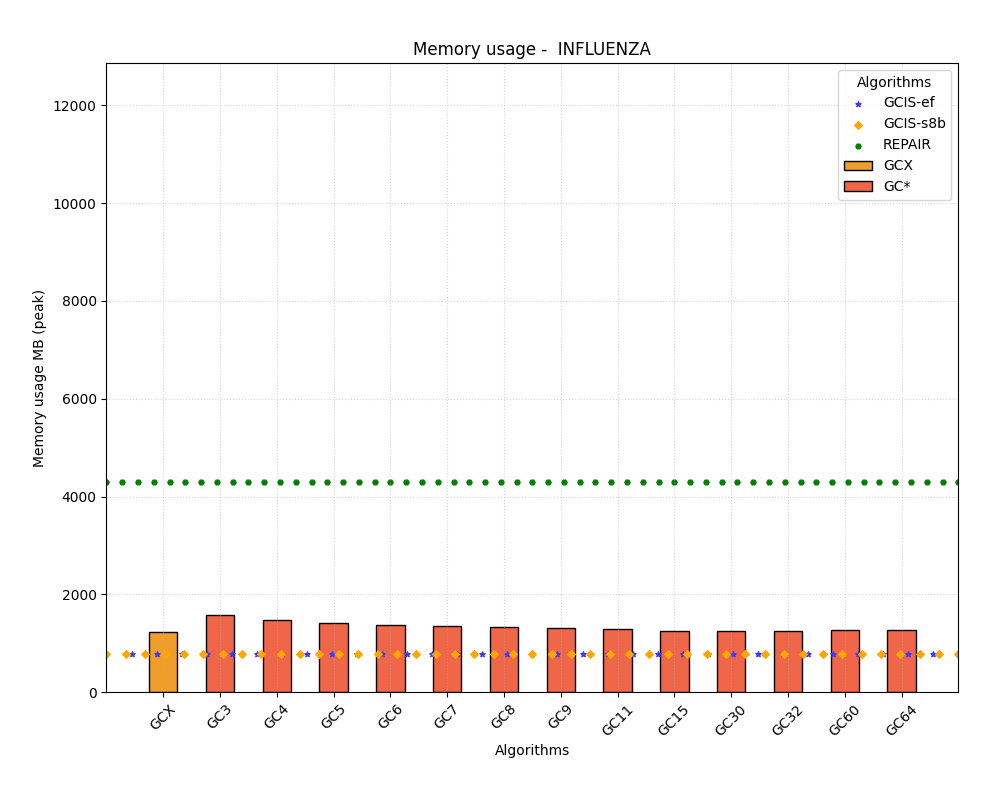 Memory usage -  INFLUENZA
Algorithms
GCIS-ef
GCIS-s8b
REPAIR
GCX
GC*
12000
10000
8000
6000
4000
2000
0
Memory usage MB (peak)
GCX
GC3
GC4
GC5
GC6
GC7
GC8
GC9
GC11
GC15
GC30
GC32
GC60
GC64
Algorithms